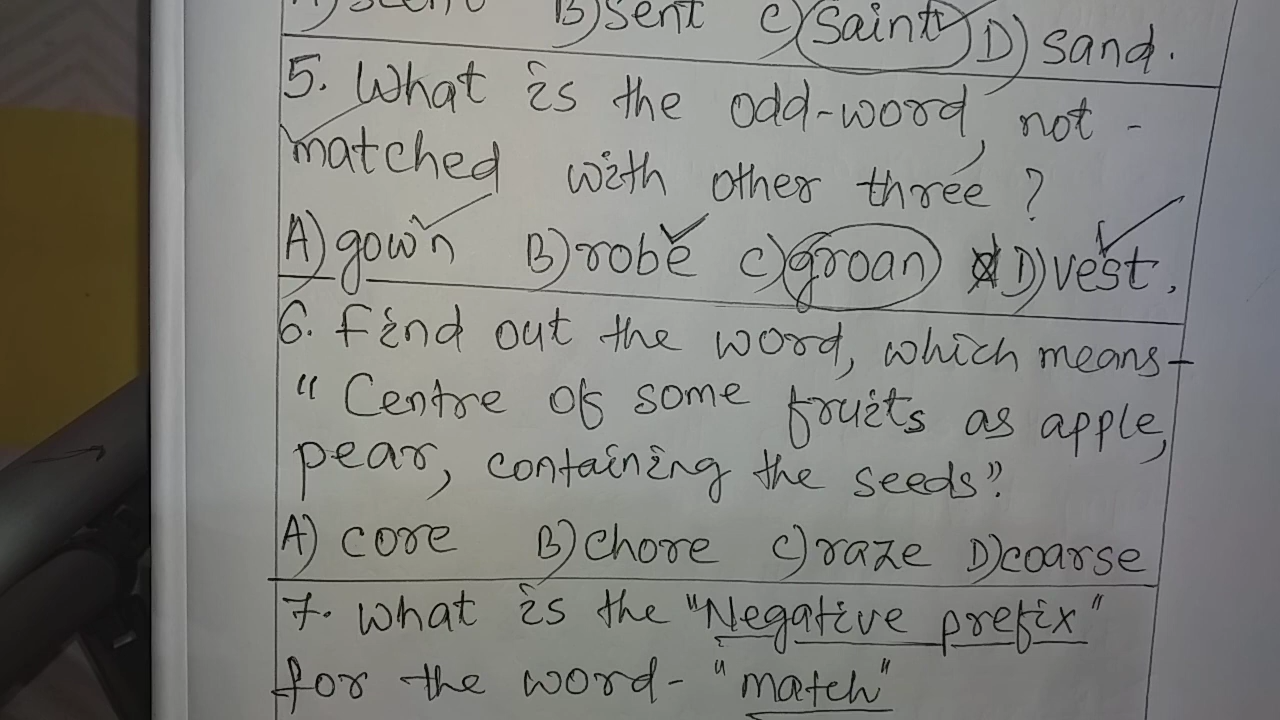 B) sent C) Saint D) sand.
5. What is the odd-word, not -
matched with other three ?
A) gown B) robe C) groan D) vest.
6. Find out the word, which means-
"Centre of some fruits as apple,
pear, containing the seeds".
A) core B) chore C) raze D) coarse
7. What is the "Negative prefix"
for the word- "match"